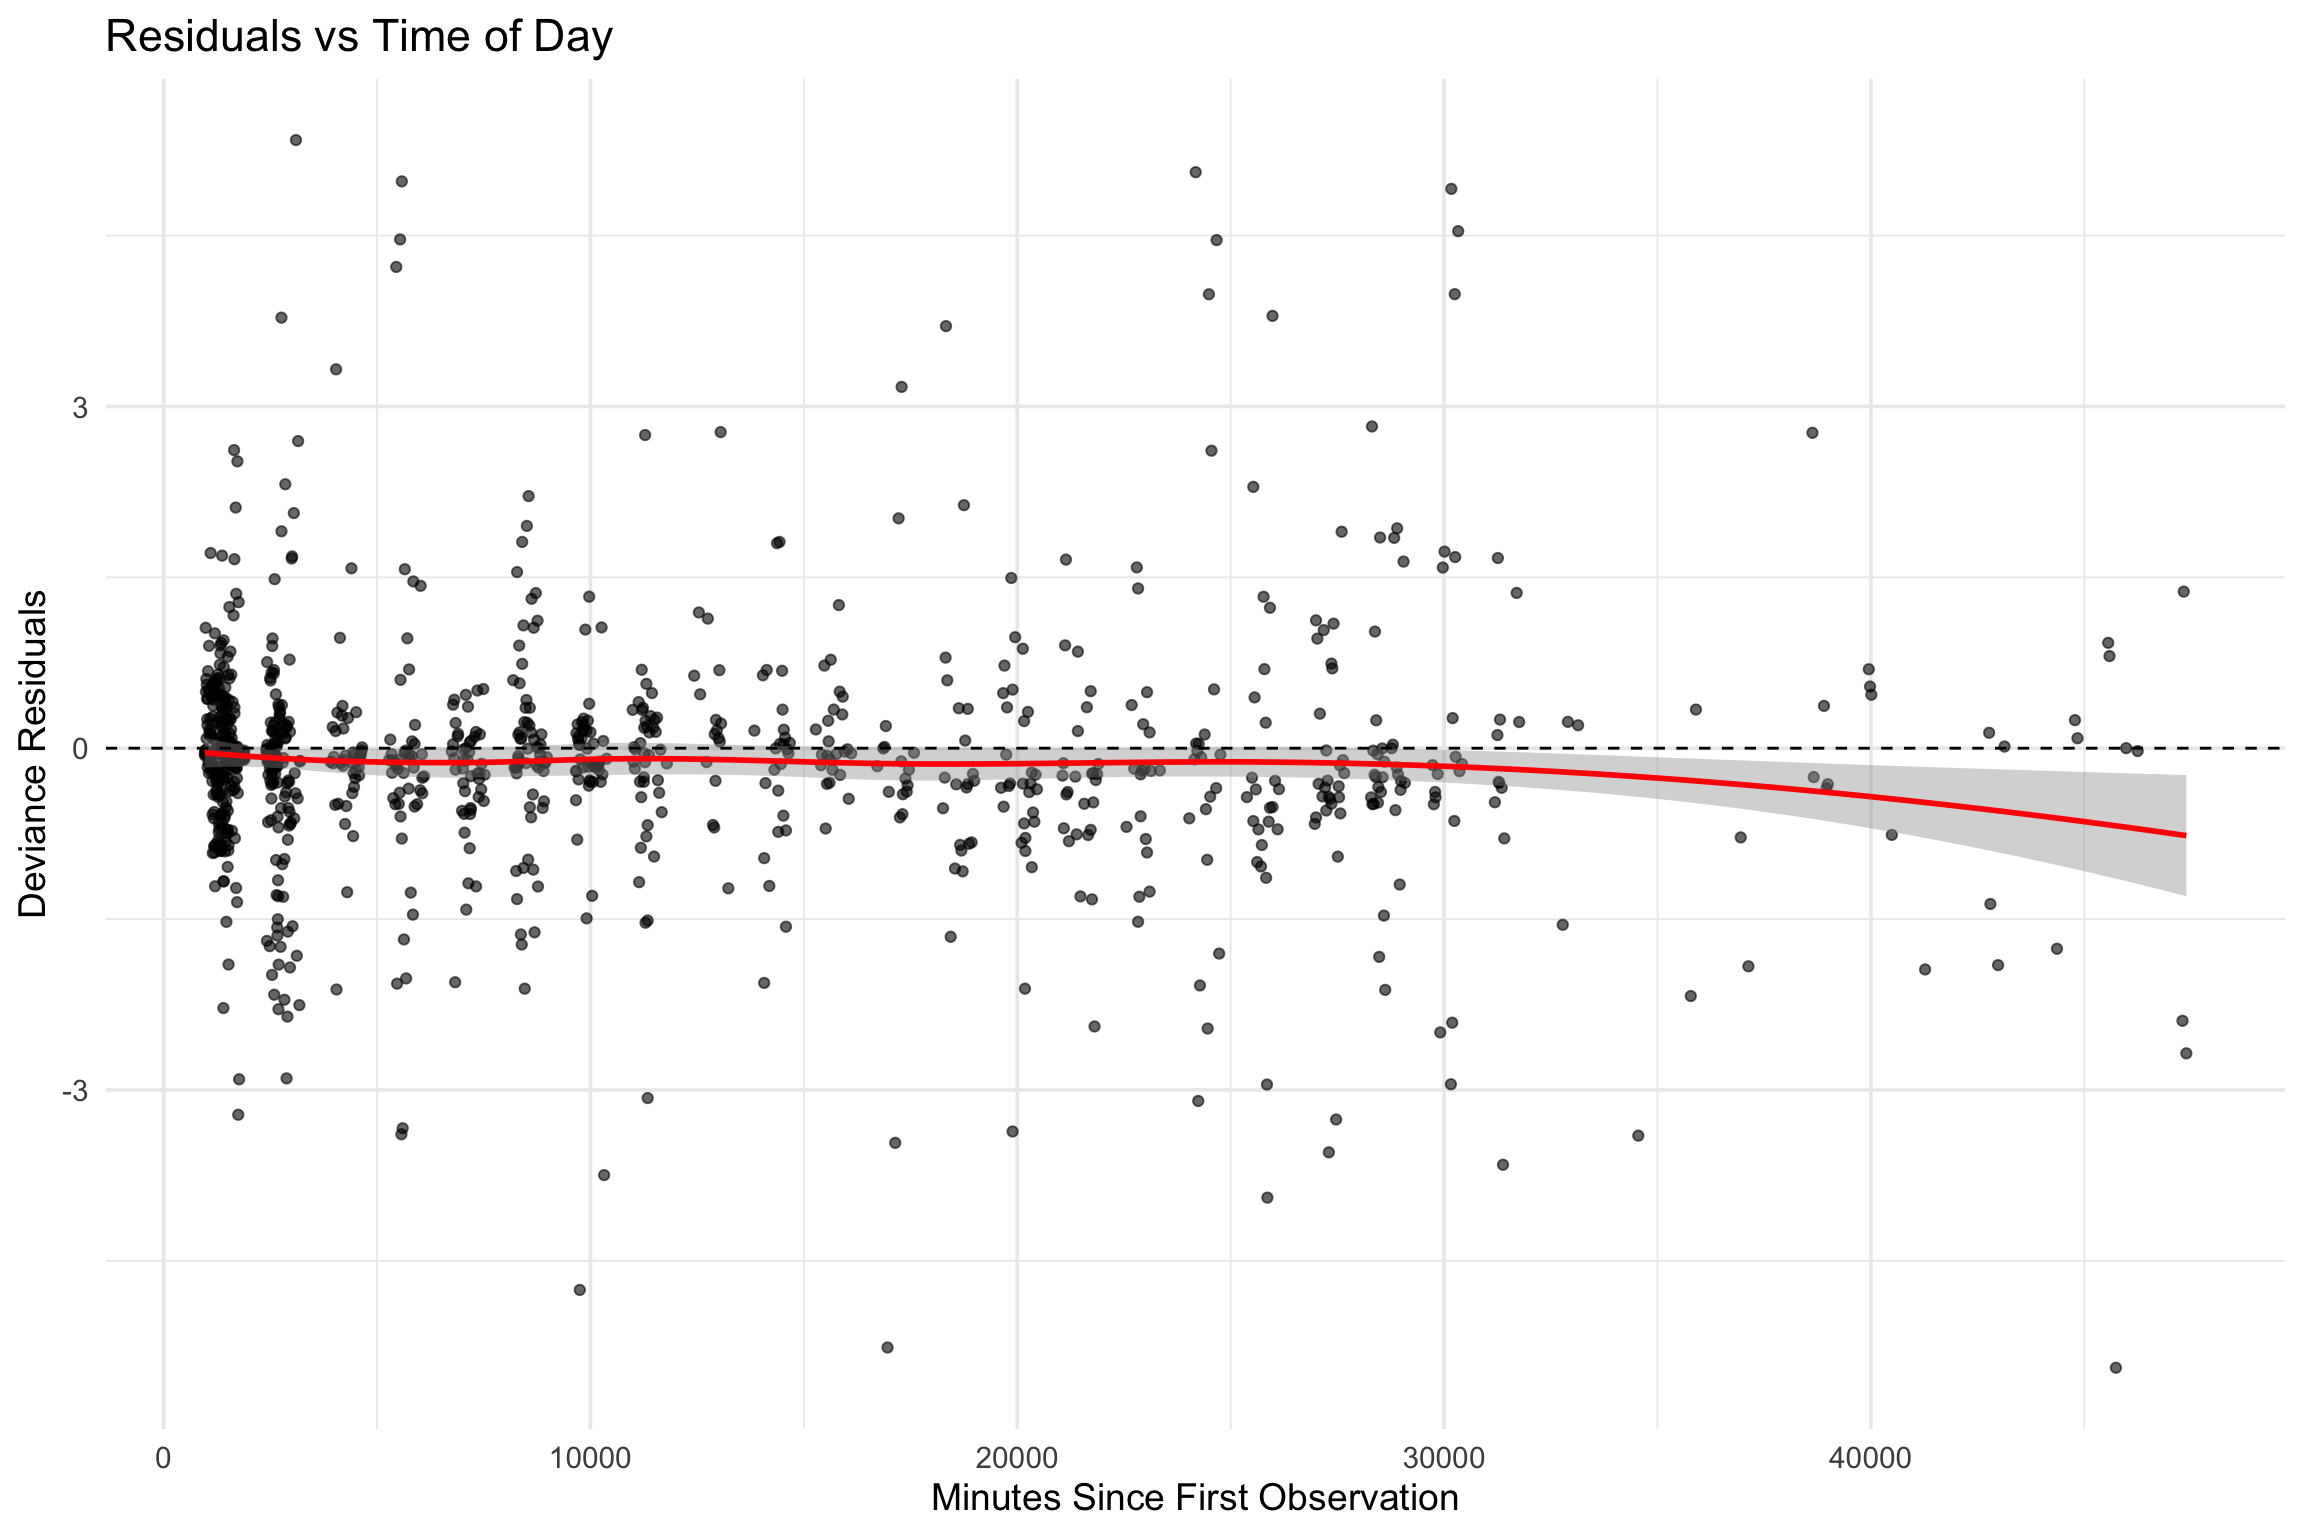 Residuals vs Time of Day
Deviance Residuals
3
0
-3
0
10000
20000
30000
40000
Minutes Since First Observation